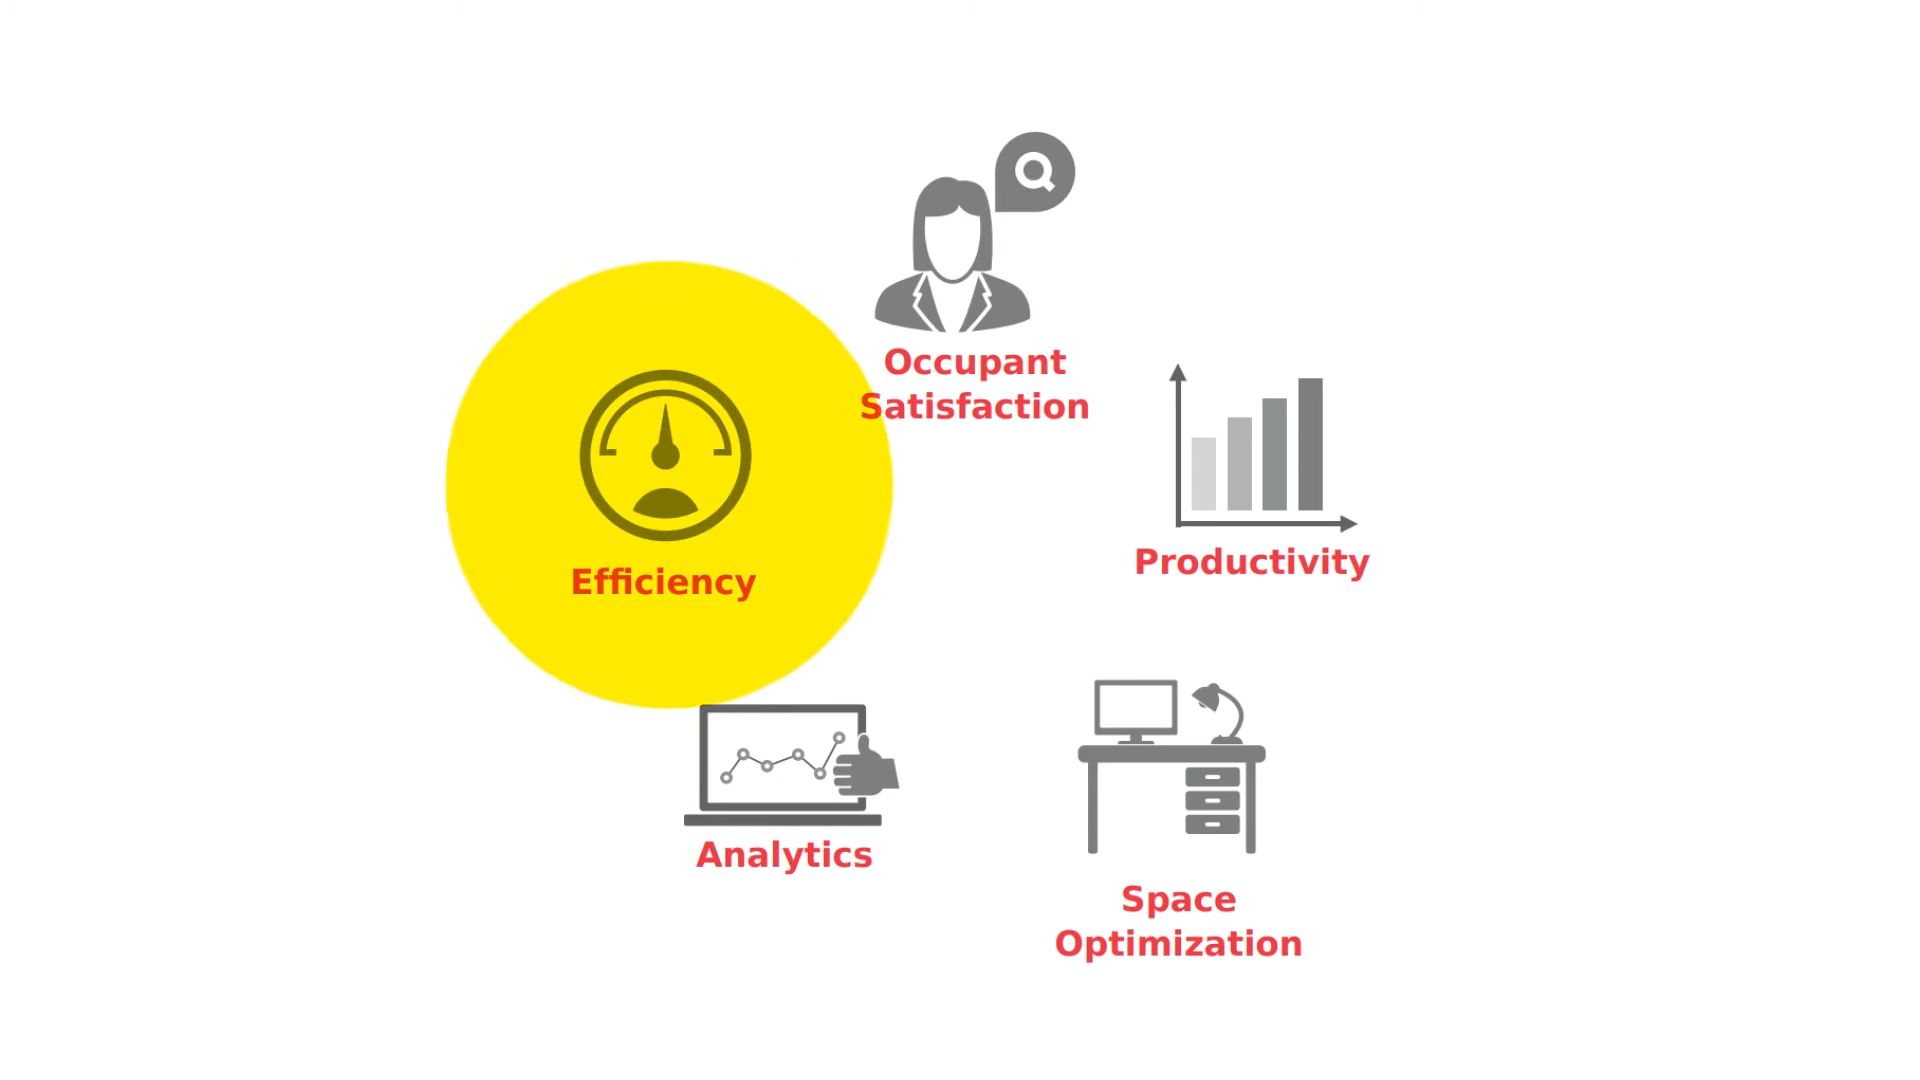 Occupant
Satisfaction
Productivity
Efficiency
Analytics
Space
Optimization